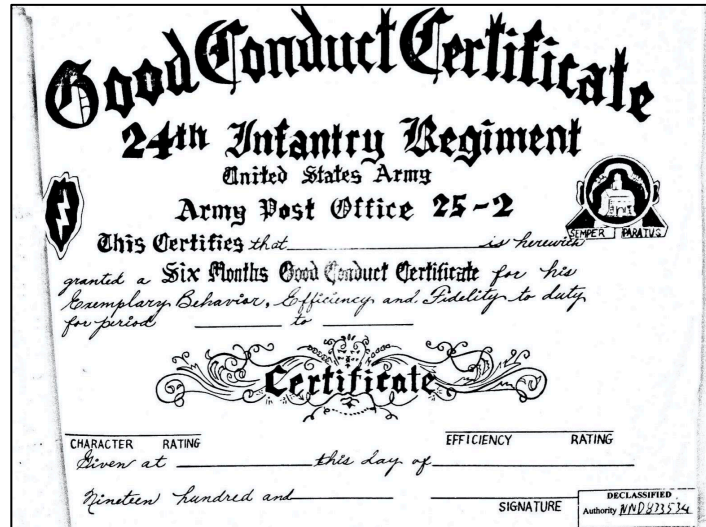 Good Conduct Certificate
24th Infantry Regiment
United States Army
Army Post Office 25-2
SEMPER PARATUS
This Certifies that is herewith
granted a Six Months Good Conduct Certificate for his
Exemplary Behavior, Efficiency and Fidelity to duty
for period to
Certificate
CHARACTER RATING EFFICIENCY RATING
Given at this day of
Nineteen hundred and
SIGNATURE
DECLASSIFIED
Authority NND 873534